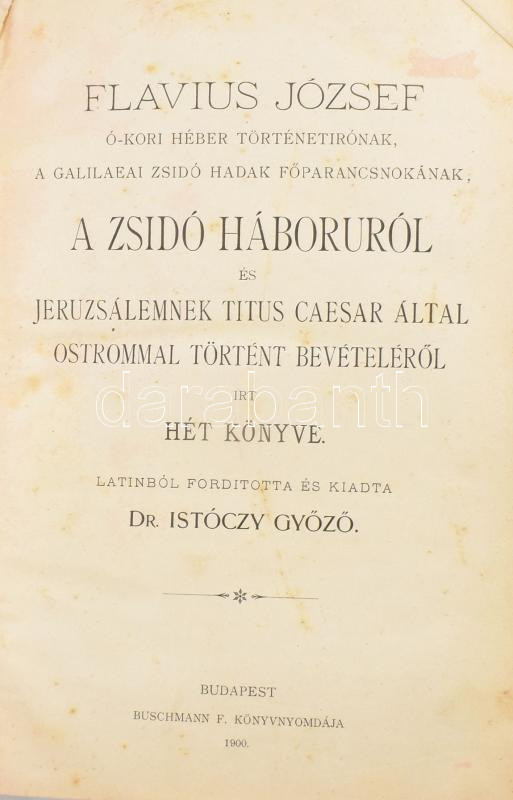 FLAVIUS JÓZSEF
Ó-KORI HÉBER TÖRTÉNETIRÓNAK,
A GALILAEAI ZSIDÓ HADAK FŐPARANCSNOKÁNAK,
A ZSIDÓ HÁBORURÓL
ÉS
JERUZSÁLEMNEK TITUS CAESAR ÁLTAL
OSTROMMAL TÖRTÉNT BEVÉTELÉRŐL
IRT
darabanth
HÉT KÖNYVE.
LATINBÓL FORDITOTTA ÉS KIADTA
DR. ISTÓCZY GYŐZŐ.
BUDAPEST
BUSCHMANN F. KÖNYVNYOMDÁJA
1900.